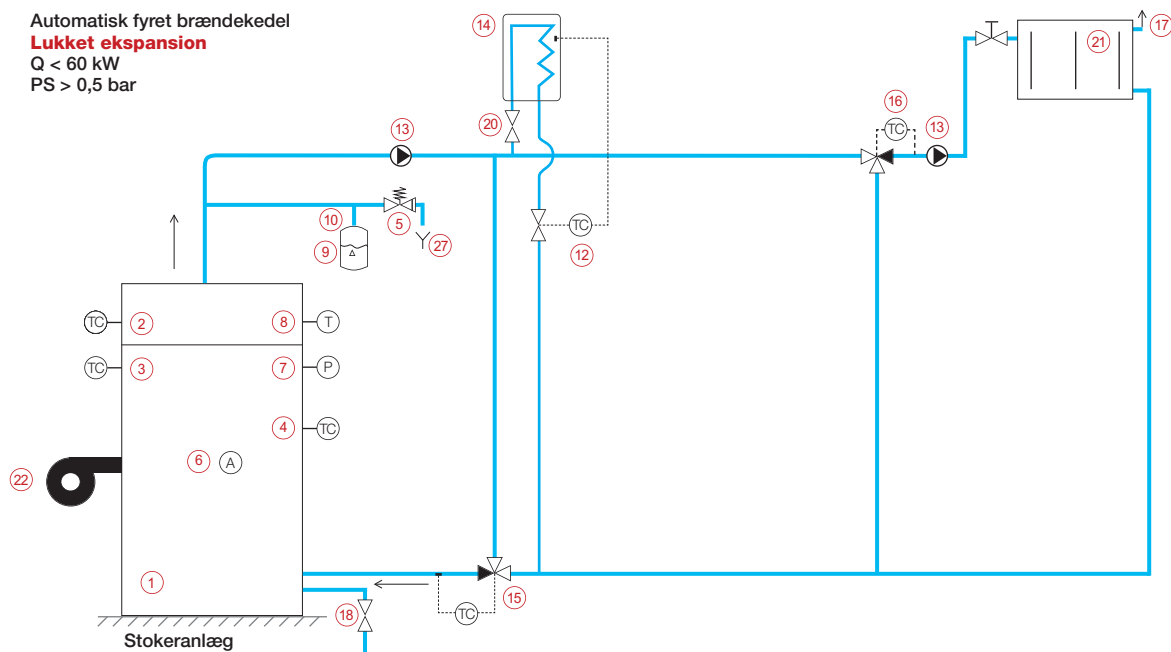 Automatisk fyret brændekedel
Lukket ekspansion
Q < 60 kW
PS > 0,5 bar
14
17
21
16
TC
13
20
13
10
5
27
9
TC
12
TC
2
8
T
TC
3
7
P
4
TC
6
A
22
1
15
TC
18
Stokeranlæg